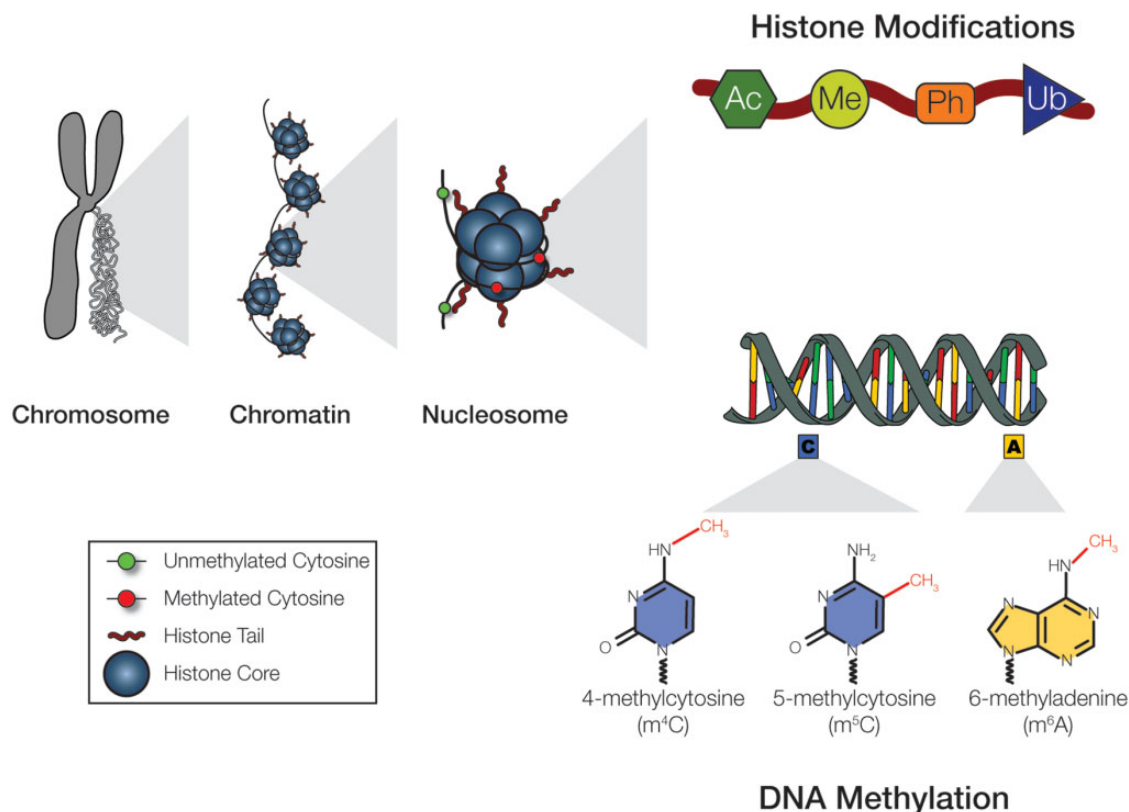 Histone Modifications
Ac
Me
Ph
Ub
Chromosome
Chromatin
Nucleosome
C
A
Unmethylated Cytosine
Methylated Cytosine
Histone Tail
Histone Core
HN
CH₃
N
O
N
4-methylcytosine
(m⁴C)
NH₂
CH₃
N
O
N
5-methylcytosine
(m⁵C)
CH₃
HN
N
N
N
N
6-methyladenine
(m⁶A)
DNA Methylation